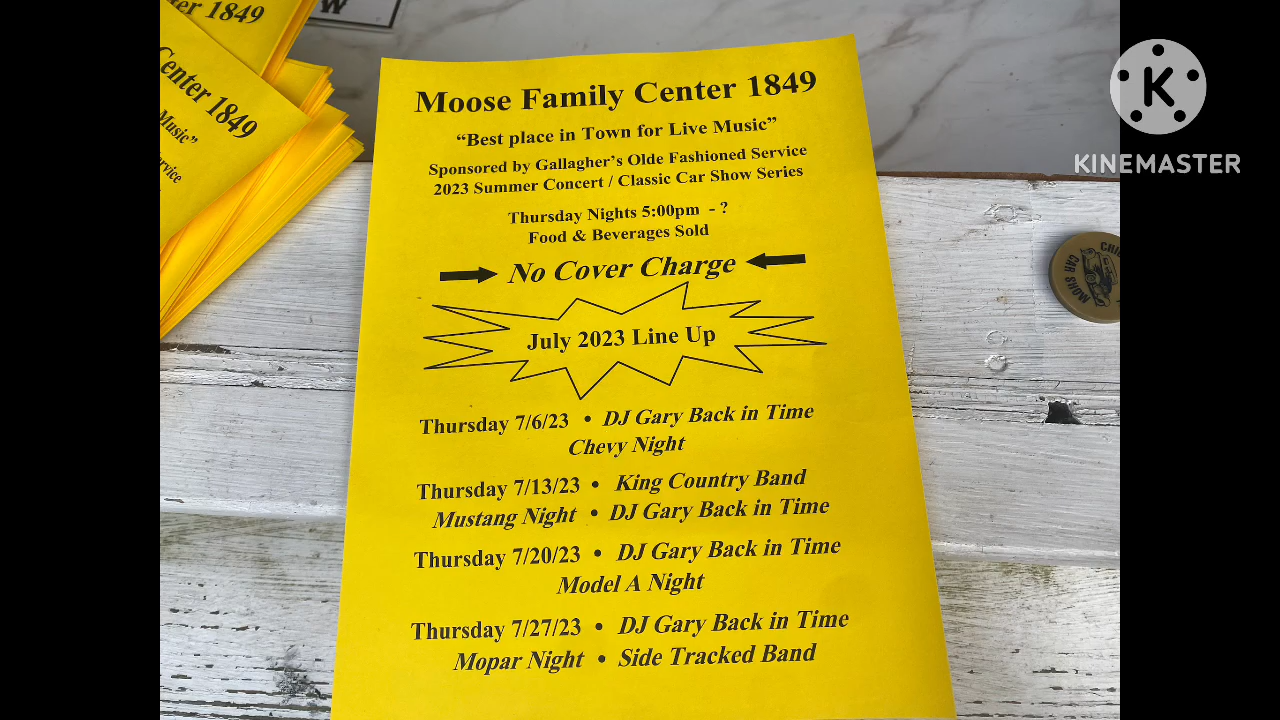 ter 1849
Center 1849
Music"
W
Moose Family Center 1849
"Best place in Town for Live Music"
Sponsored by Gallagher's Olde Fashioned Service
2023 Summer Concert / Classic Car Show Series
Thursday Nights 5:00pm - ?
Food & Beverages Sold
No Cover Charge
July 2023 Line Up
Thursday 7/6/23 • DJ Gary Back in Time
Chevy Night
Thursday 7/13/23 • King Country Band
Mustang Night • DJ Gary Back in Time
Thursday 7/20/23 • DJ Gary Back in Time
Model A Night
Thursday 7/27/23 • DJ Gary Back in Time
Mopar Night • Side Tracked Band
K
KINEMASTER
CAR SHOW